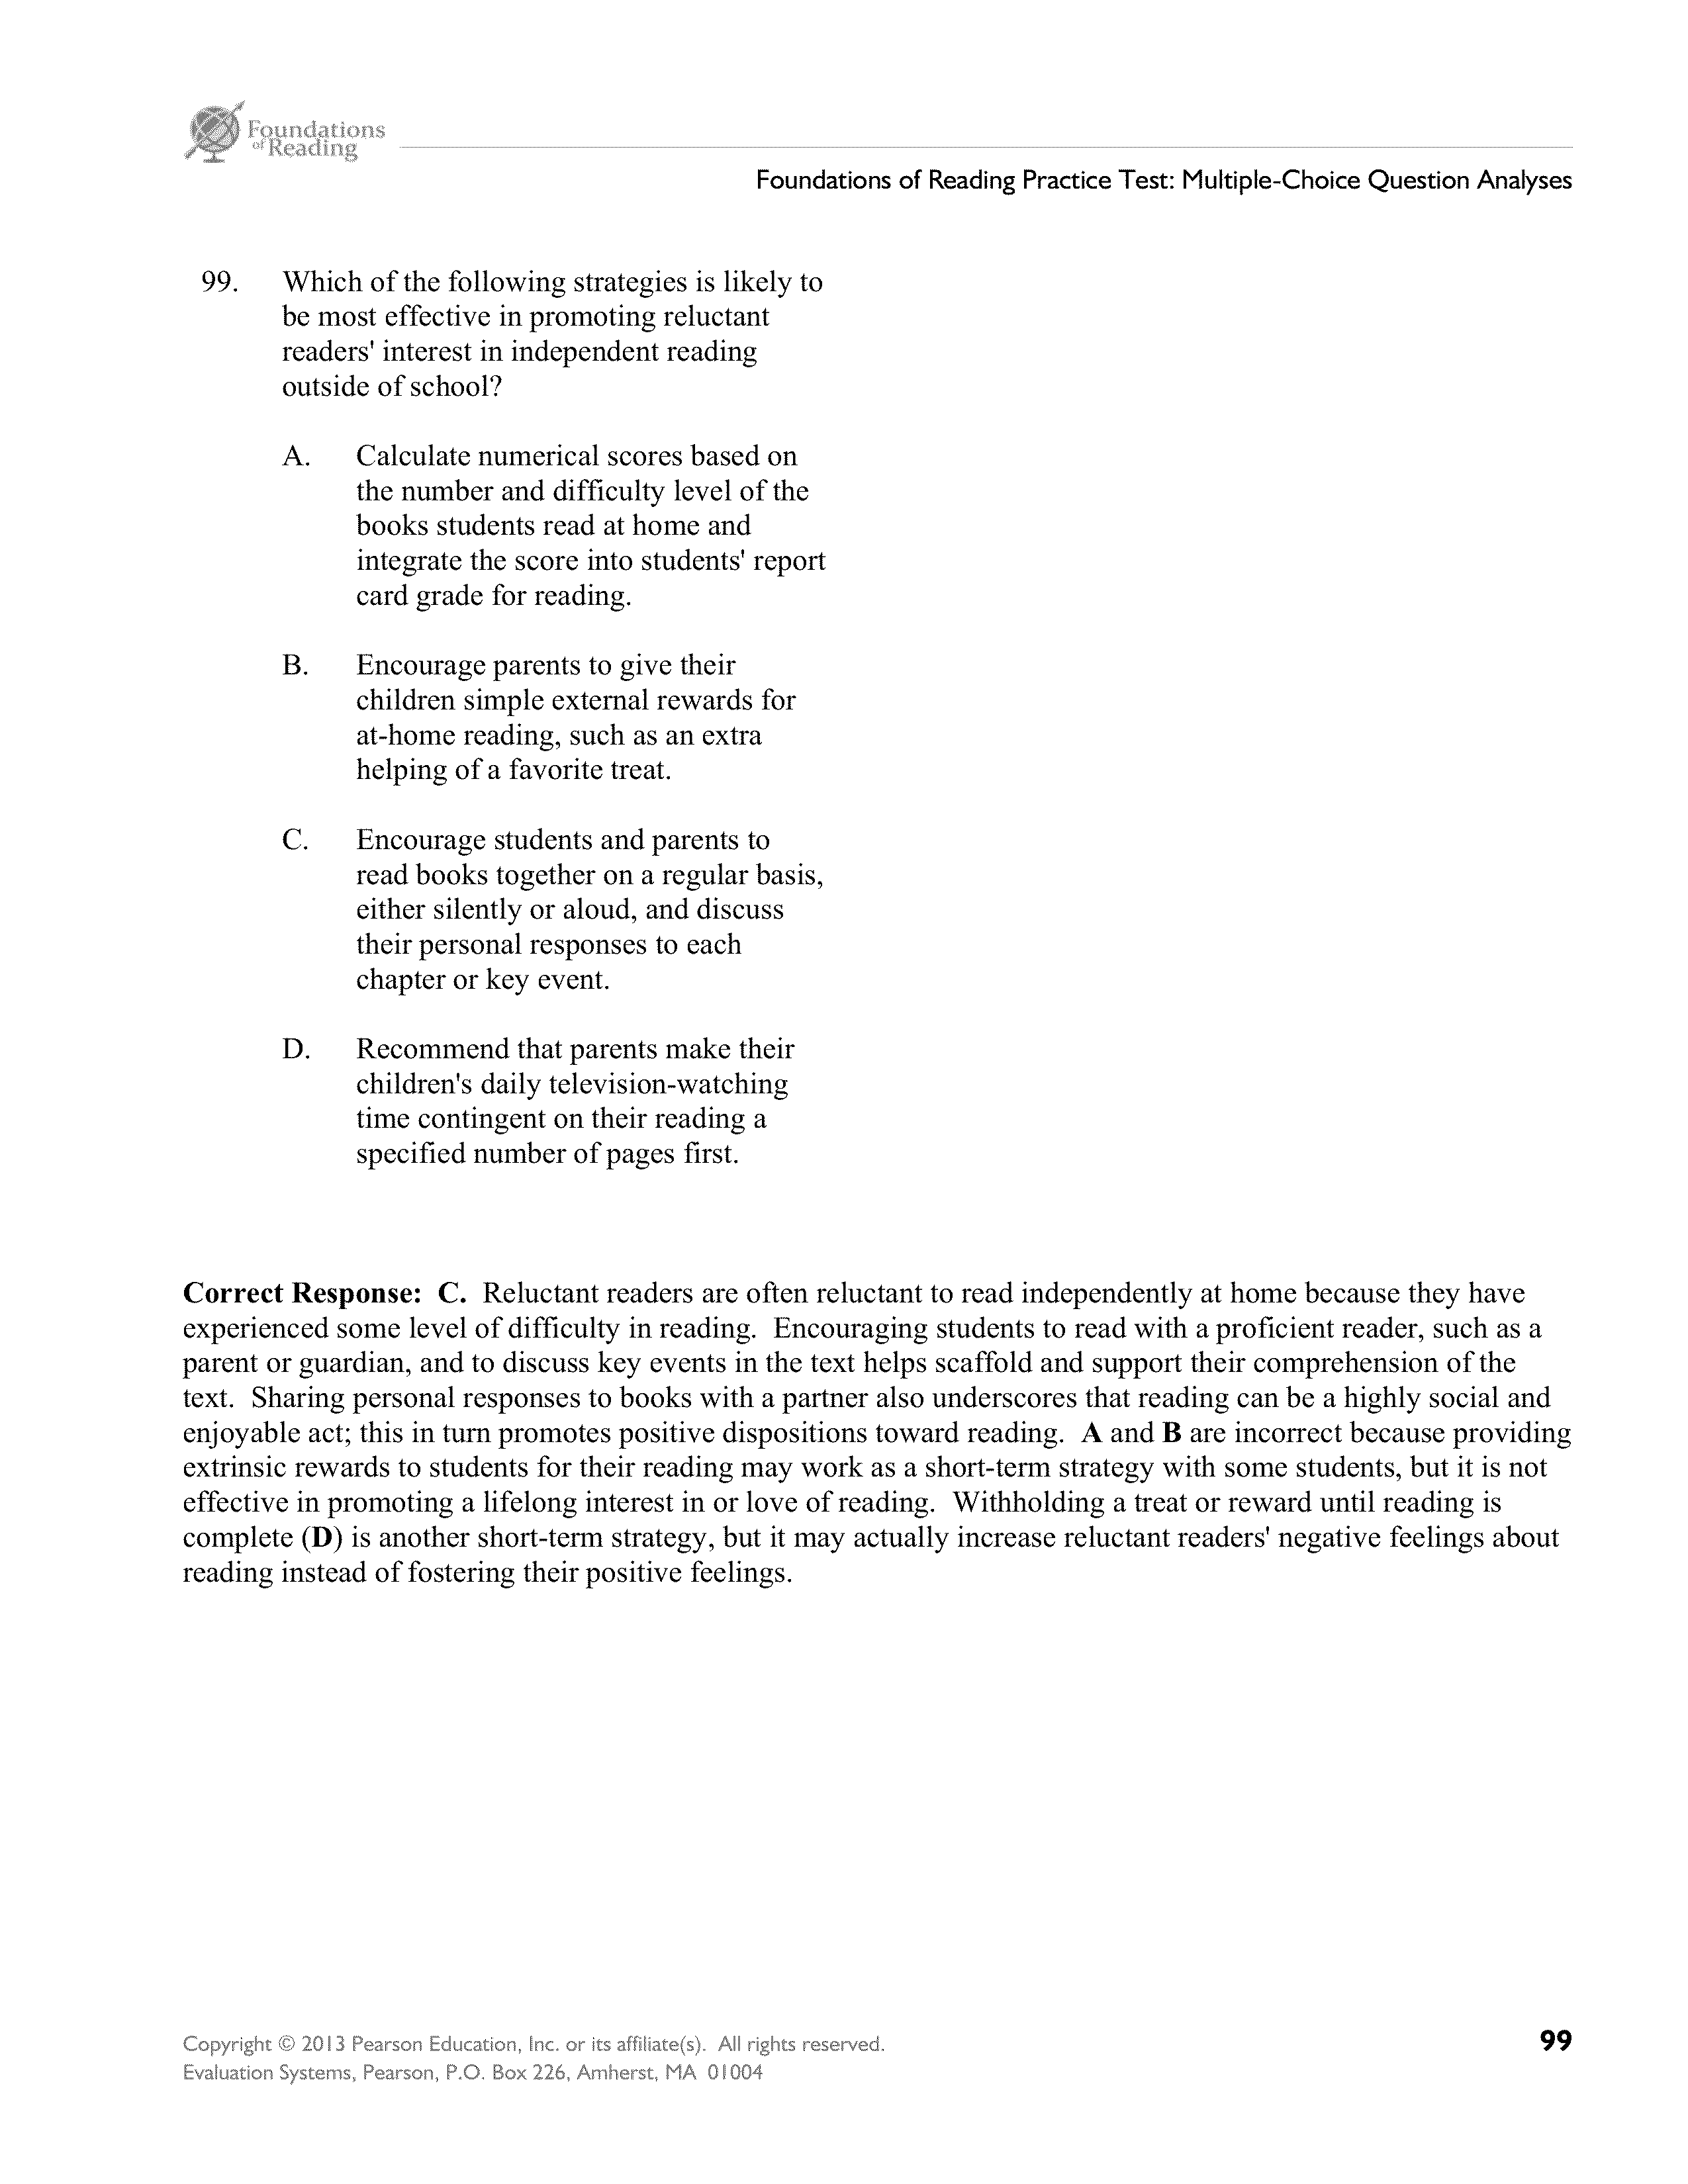 Foundations
of Reading
Foundations of Reading Practice Test: Multiple-Choice Question Analyses
99. Which of the following strategies is likely to
be most effective in promoting reluctant
readers' interest in independent reading
outside of school?
A. Calculate numerical scores based on
the number and difficulty level of the
books students read at home and
integrate the score into students' report
card grade for reading.
B. Encourage parents to give their
children simple external rewards for
at-home reading, such as an extra
helping of a favorite treat.
C. Encourage students and parents to
read books together on a regular basis,
either silently or aloud, and discuss
their personal responses to each
chapter or key event.
D. Recommend that parents make their
children's daily television-watching
time contingent on their reading a
specified number of pages first.
Correct Response: C. Reluctant readers are often reluctant to read independently at home because they have
experienced some level of difficulty in reading. Encouraging students to read with a proficient reader, such as a
parent or guardian, and to discuss key events in the text helps scaffold and support their comprehension of the
text. Sharing personal responses to books with a partner also underscores that reading can be a highly social and
enjoyable act; this in turn promotes positive dispositions toward reading. A and B are incorrect because providing
extrinsic rewards to students for their reading may work as a short-term strategy with some students, but it is not
effective in promoting a lifelong interest in or love of reading. Withholding a treat or reward until reading is
complete (D) is another short-term strategy, but it may actually increase reluctant readers' negative feelings about
reading instead of fostering their positive feelings.
Copyright © 2013 Pearson Education, Inc. or its affiliate(s). All rights reserved.
Evaluation Systems, Pearson, P.O. Box 226, Amherst, MA 01004
99